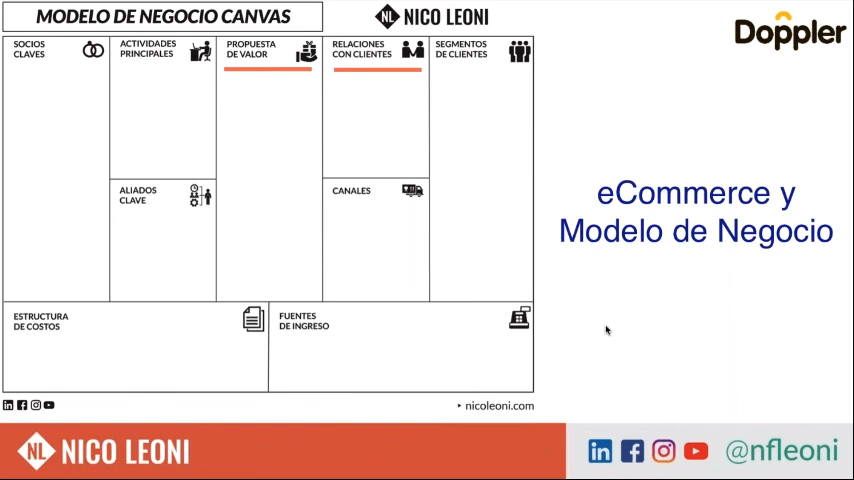 MODELO DE NEGOCIO CANVAS
NL NICO LEONI
Doppler
SOCIOS
CLAVES
ACTIVIDADES
PRINCIPALES
PROPUESTA
DE VALOR
RELACIONES
CON CLIENTES
SEGMENTOS
DE CLIENTES
ALIADOS
CLAVE
CANALES
eCommerce y
Modelo de Negocio
ESTRUCTURA
DE COSTOS
FUENTES
DE INGRESO
nicoleoni.com
NL NICO LEONI
@nfleoni